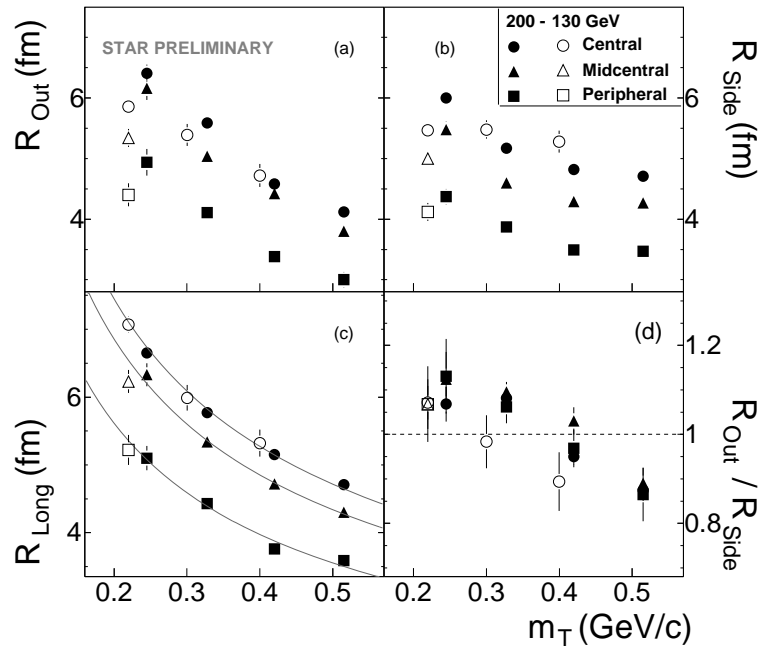 200 - 130 GeV
Central
Midcentral
Peripheral
STAR PRELIMINARY
(a)
(b)
R Out (fm)
6
4
R Side (fm)
6
4
(c)
(d)
R Long (fm)
6
4
1.2
1
0.8
R Out / R Side
0.2 0.3 0.4 0.5
0.2 0.3 0.4 0.5
m T (GeV/c)